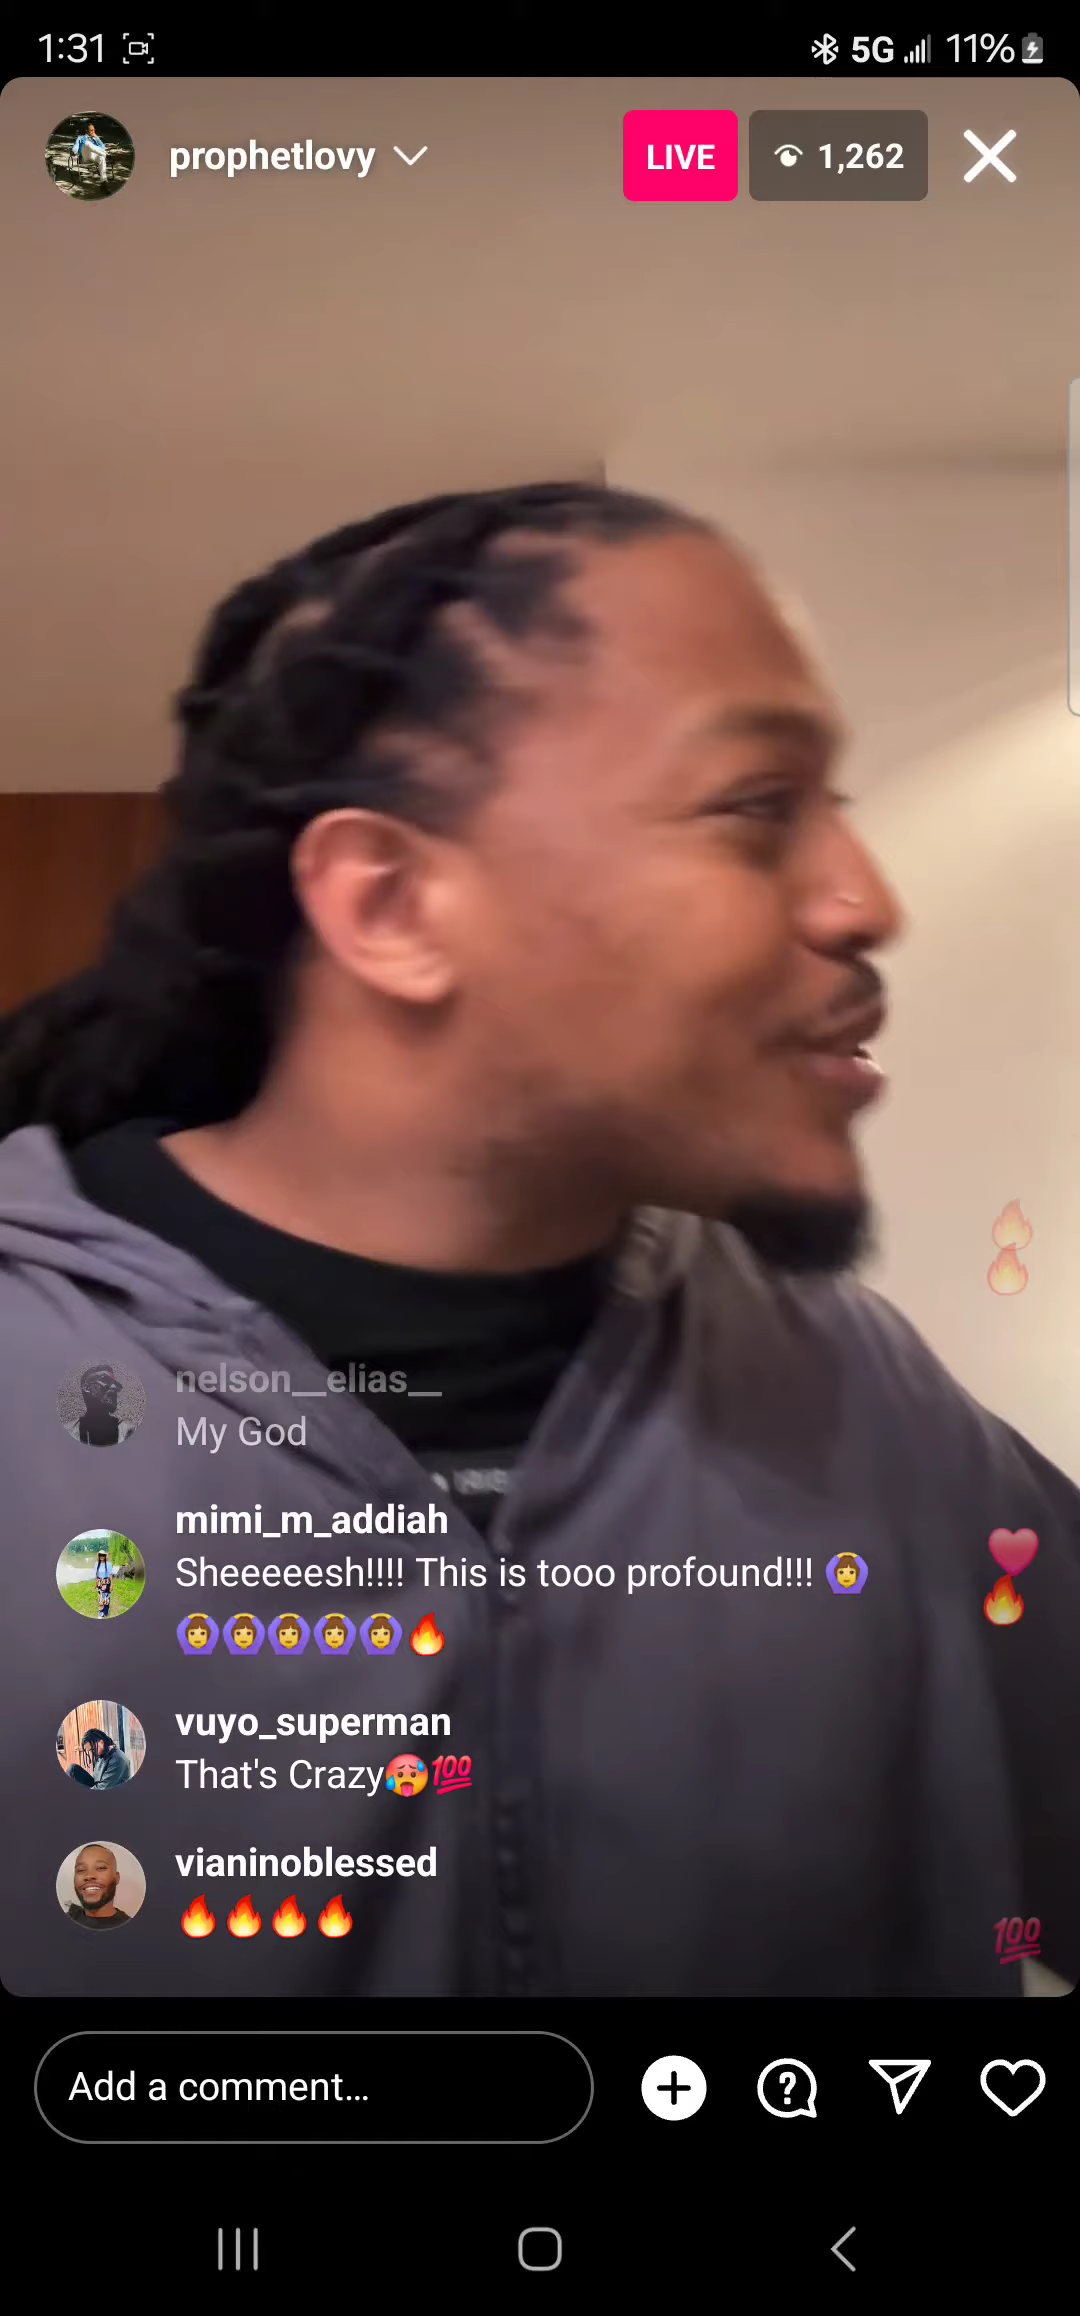 1:31 5G 11%
prophetlovy LIVE 1,262
nelson__elias__
My God
mimi_m_addiah
Sheeeeesh!!!! This is tooo profound!!! 🙆‍♀️
🙆‍♀️🙆‍♀️🙆‍♀️🙆‍♀️🙆‍♀️🔥
vuyo_superman
That's Crazy🥵💯
vianinoblessed
🔥🔥🔥🔥
Add a comment...